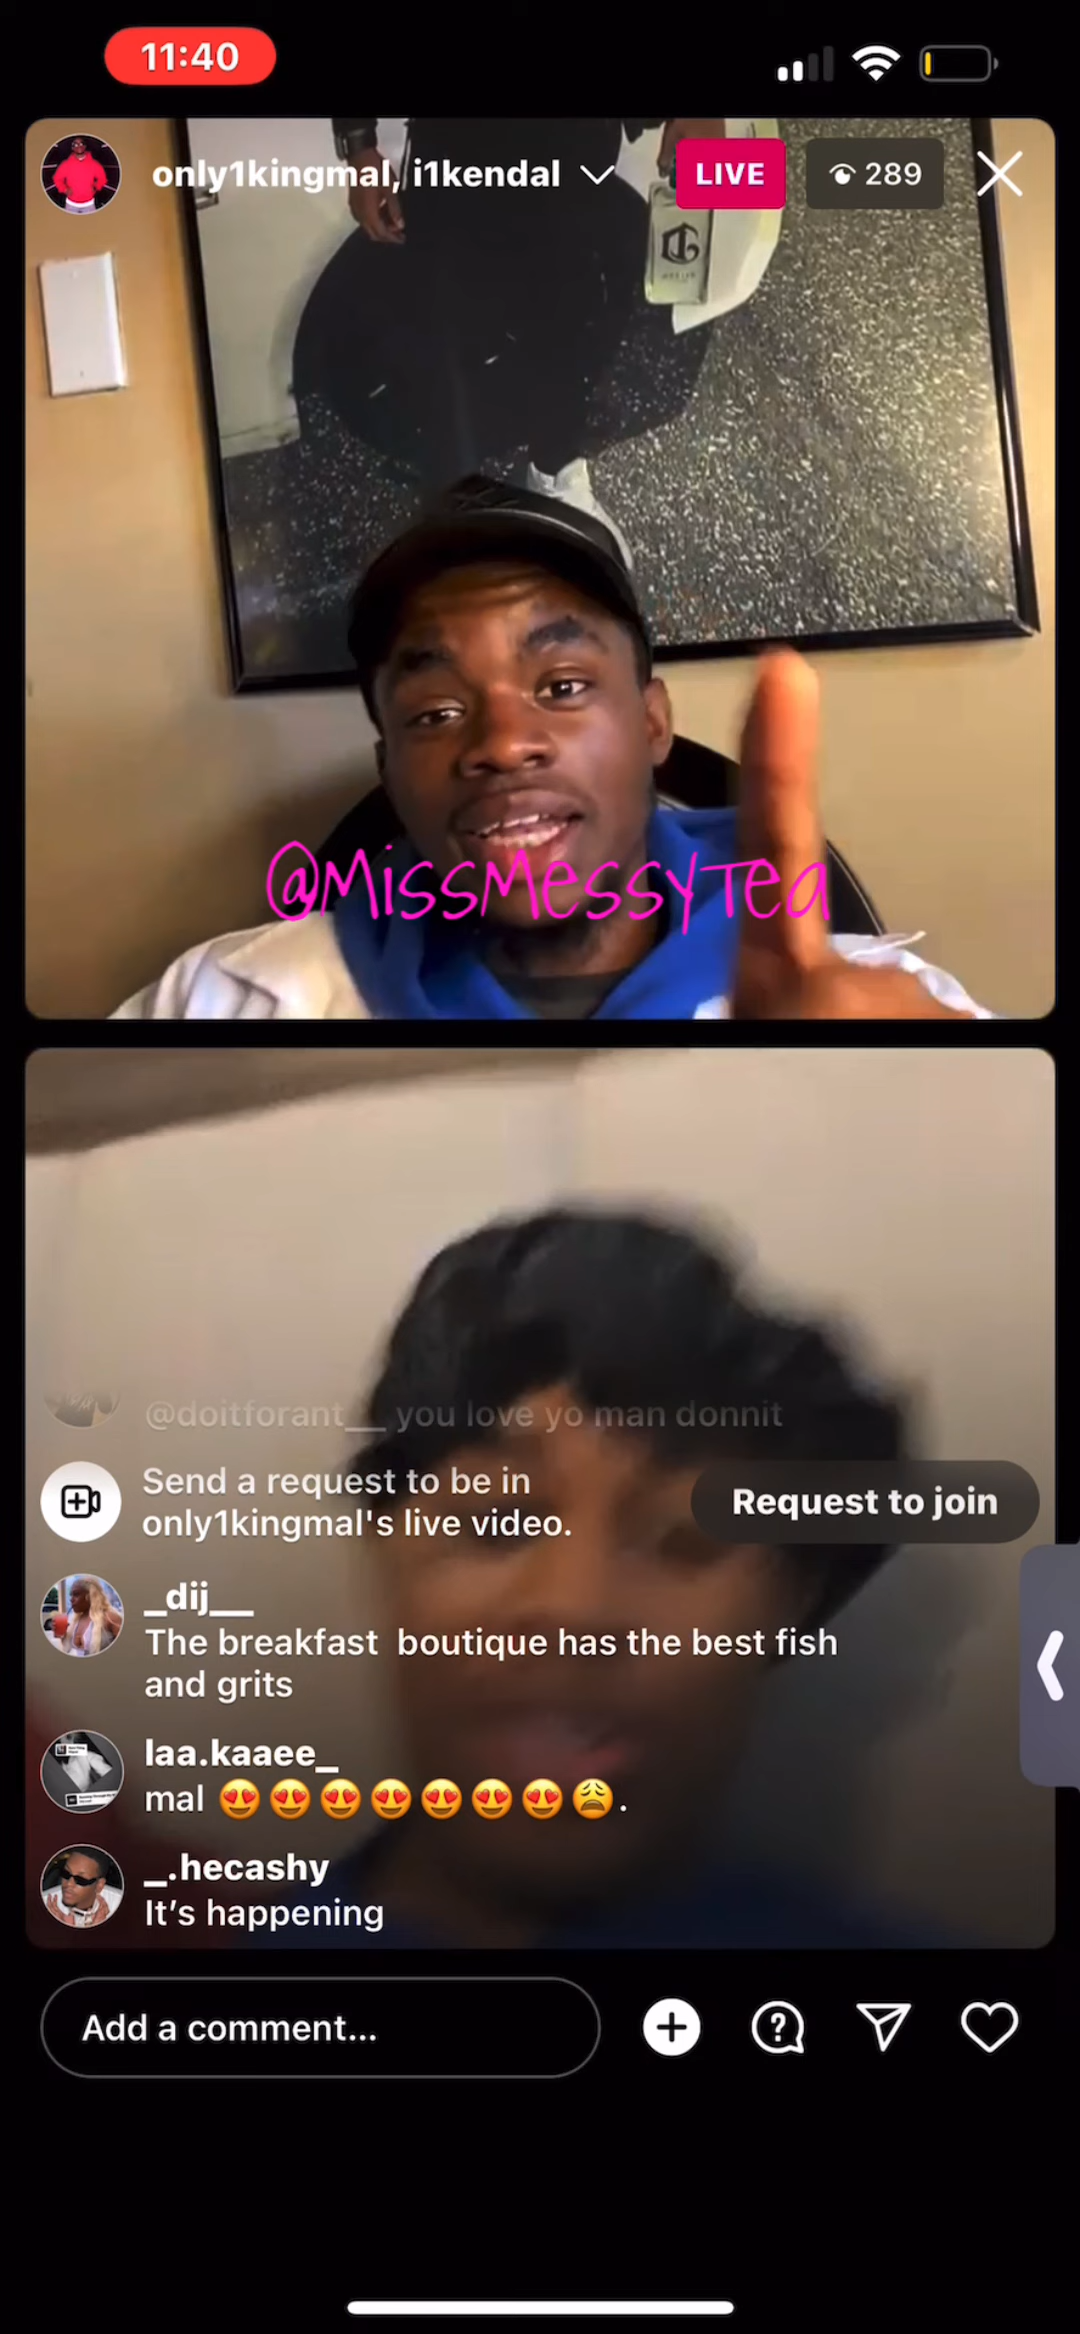 11:40
only1kingmal, i1kendal
LIVE
289
@MissMessyTea
@doitforant__ you love yo man donnit
Send a request to be in
only1kingmal's live video.
Request to join
_dij__
The breakfast  boutique has the best fish
and grits
laa.kaaee_
mal 😍😍😍😍😍😍😍😩.
_.hecashy
It’s happening
Add a comment...